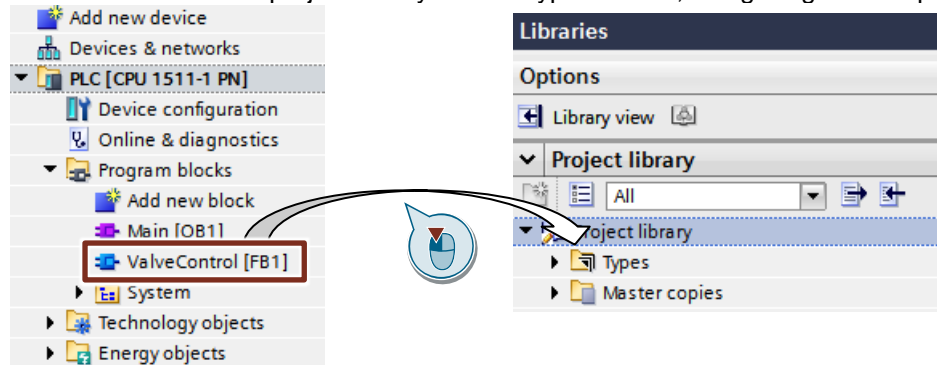 Add new device
Devices & networks
PLC [CPU 1511-1 PN]
Device configuration
Online & diagnostics
Program blocks
Add new block
Main [OB1]
ValveControl [FB1]
System
Technology objects
Energy objects
Libraries
Options
Library view
Project library
All
roject library
Types
Master copies